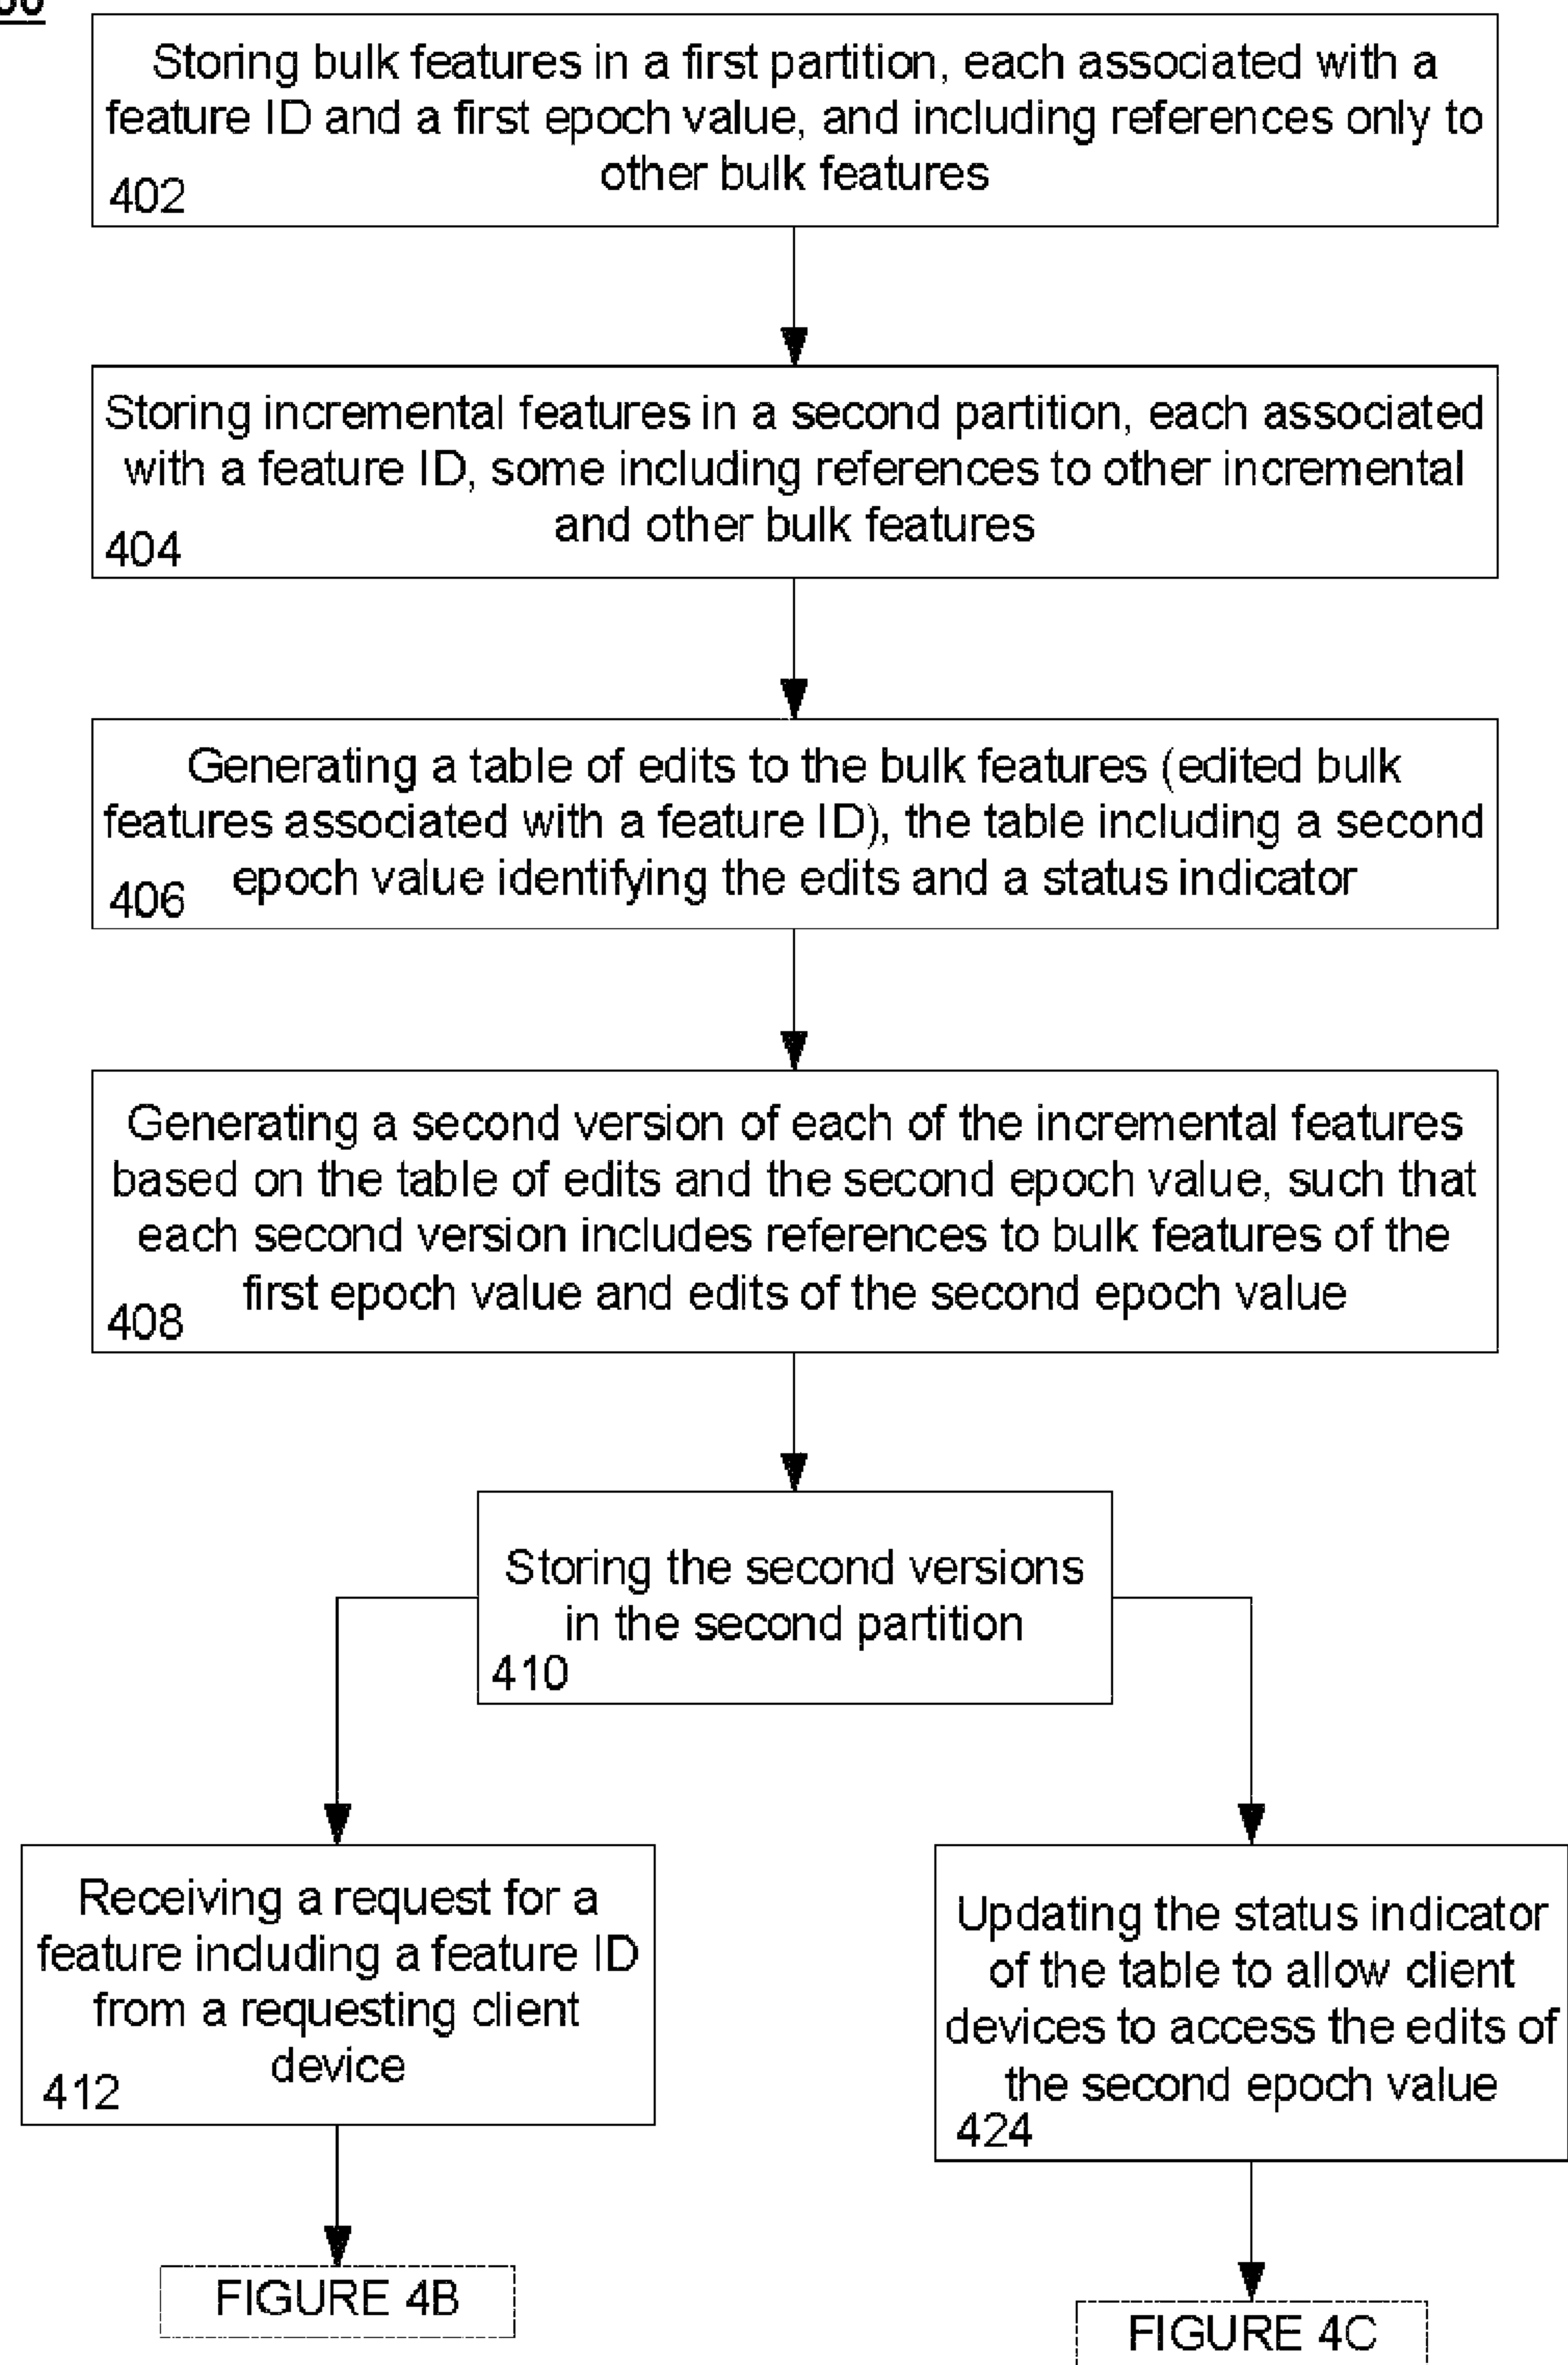 Storing bulk features in a first partition, each associated with a
feature ID and a first epoch value, and including references only to
other bulk features
402
Storing incremental features in a second partition, each associated
with a feature ID, some including references to other incremental
and other bulk features
404
Generating a table of edits to the bulk features (edited bulk
features associated with a feature ID), the table including a second
epoch value identifying the edits and a status indicator
406
Generating a second version of each of the incremental features
based on the table of edits and the second epoch value, such that
each second version includes references to bulk features of the
first epoch value and edits of the second epoch value
408
Storing the second versions
in the second partition
410
Receiving a request for a
feature including a feature ID
from a requesting client
device
412
Updating the status indicator
of the table to allow client
devices to access the edits of
the second epoch value
424
FIGURE 4B
FIGURE 4C